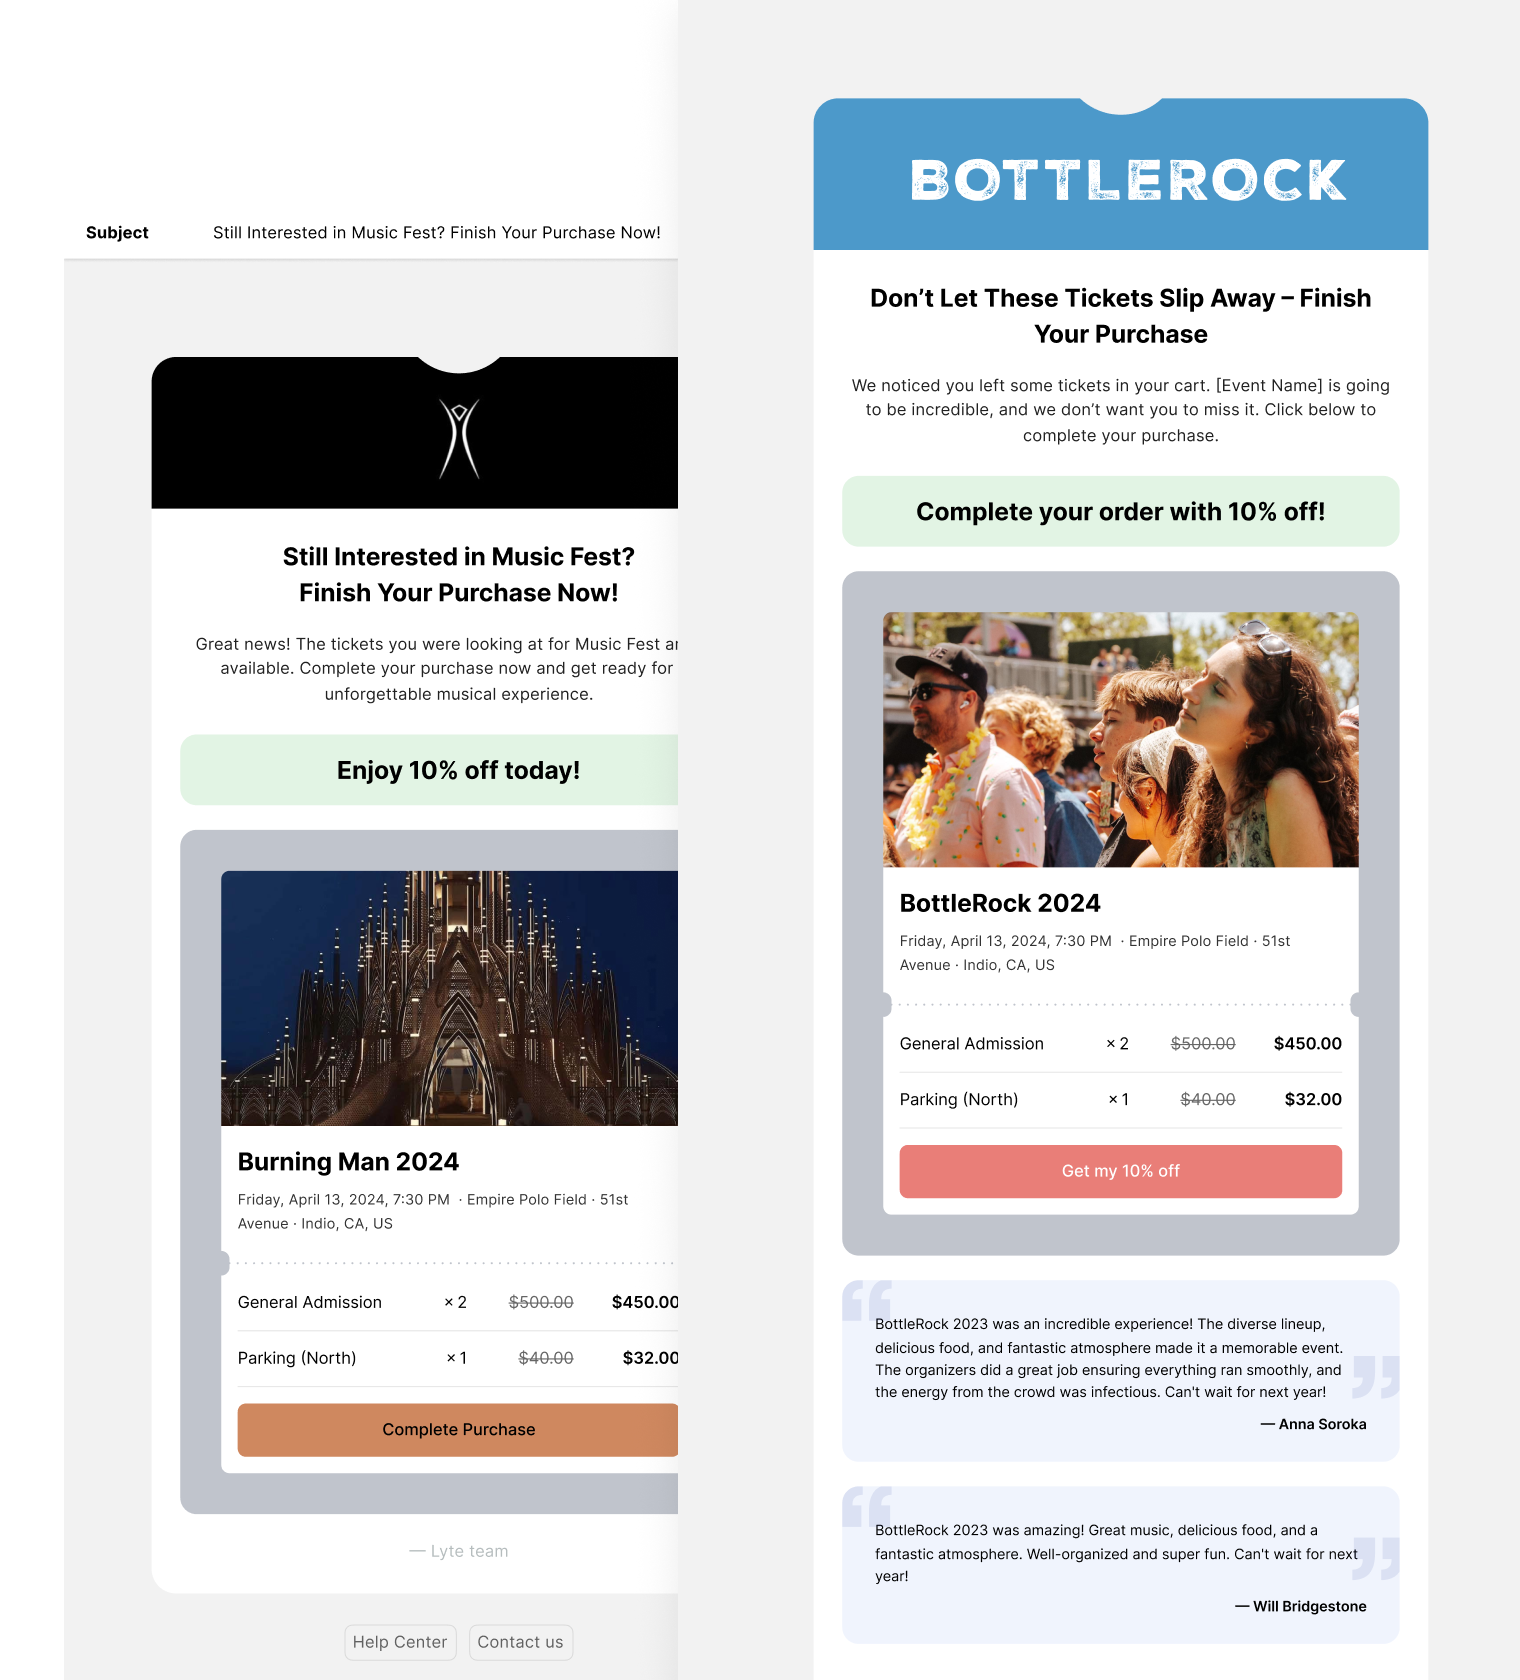 Subject Still Interested in Music Fest? Finish Your Purchase Now!
Still Interested in Music Fest?
Finish Your Purchase Now!
Great news! The tickets you were looking at for Music Fest
available. Complete your purchase now and get ready for
unforgettable musical experience.
Enjoy 10% off today!
Burning Man 2024
Friday, April 13, 2024, 7:30 PM · Empire Polo Field · 51st
Avenue · Indio, CA, US
General Admission × 2 $500.00 $450.00
Parking (North) × 1 $40.00 $32.00
Complete Purchase
— Lyte team
Help Center Contact us
BOTTLEROCK
Don’t Let These Tickets Slip Away – Finish
Your Purchase
We noticed you left some tickets in your cart. [Event Name] is going
to be incredible, and we don’t want you to miss it. Click below to
complete your purchase.
Complete your order with 10% off!
BottleRock 2024
Friday, April 13, 2024, 7:30 PM · Empire Polo Field · 51st
Avenue · Indio, CA, US
General Admission × 2 $500.00 $450.00
Parking (North) × 1 $40.00 $32.00
Get my 10% off
BottleRock 2023 was an incredible experience! The diverse lineup,
delicious food, and fantastic atmosphere made it a memorable event.
The organizers did a great job ensuring everything ran smoothly, and
the energy from the crowd was infectious. Can't wait for next year!
— Anna Soroka
BottleRock 2023 was amazing! Great music, delicious food, and a
fantastic atmosphere. Well-organized and super fun. Can't wait for next
year!
— Will Bridgestone